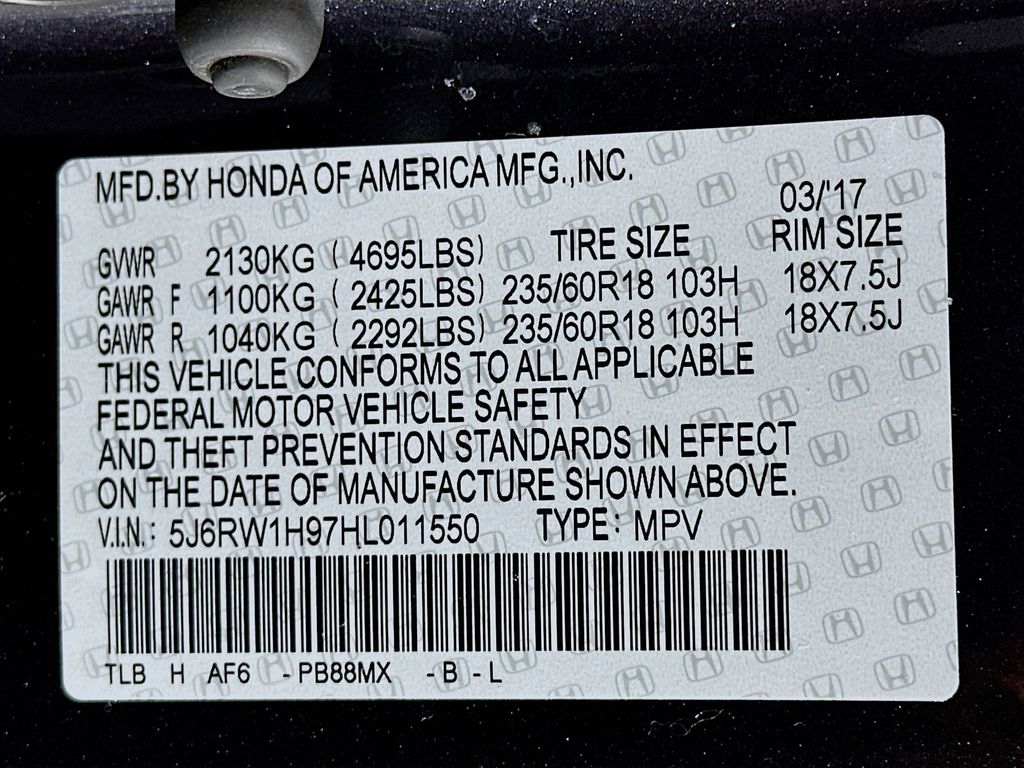 MFD.BY HONDA OF AMERICA MFG.,INC.
03/'17
GVWR 2130KG (4695LBS) TIRE SIZE RIM SIZE
GAWR F 1100KG (2425LBS) 235/60R18 103H 18X7.5J
GAWR R 1040KG (2292LBS) 235/60R18 103H 18X7.5J
THIS VEHICLE CONFORMS TO ALL APPLICABLE
FEDERAL MOTOR VEHICLE SAFETY
AND THEFT PREVENTION STANDARDS IN EFFECT
ON THE DATE OF MANUFACTURE SHOWN ABOVE.
V.I.N.: 5J6RW1H97HL011550 TYPE: MPV
TLB H AF6 -PB88MX -B -L